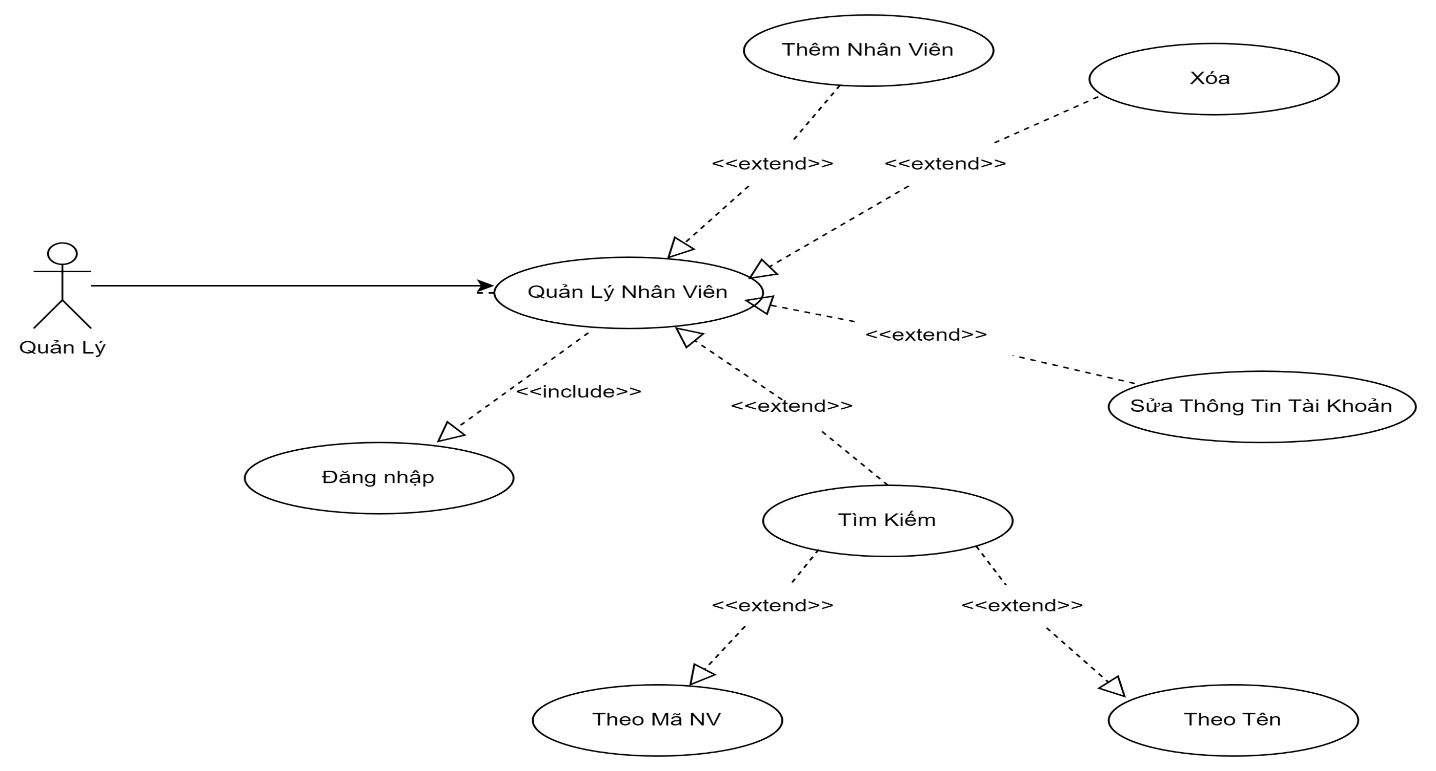 Thêm Nhân Viên
Xóa
<<extend>>
<<extend>>
Quản Lý Nhân Viên
<<extend>>
Quản Lý
<<include>>
<<extend>>
Sửa Thông Tin Tài Khoản
Đăng nhập
Tìm Kiếm
<<extend>>
<<extend>>
Theo Mã NV
Theo Tên